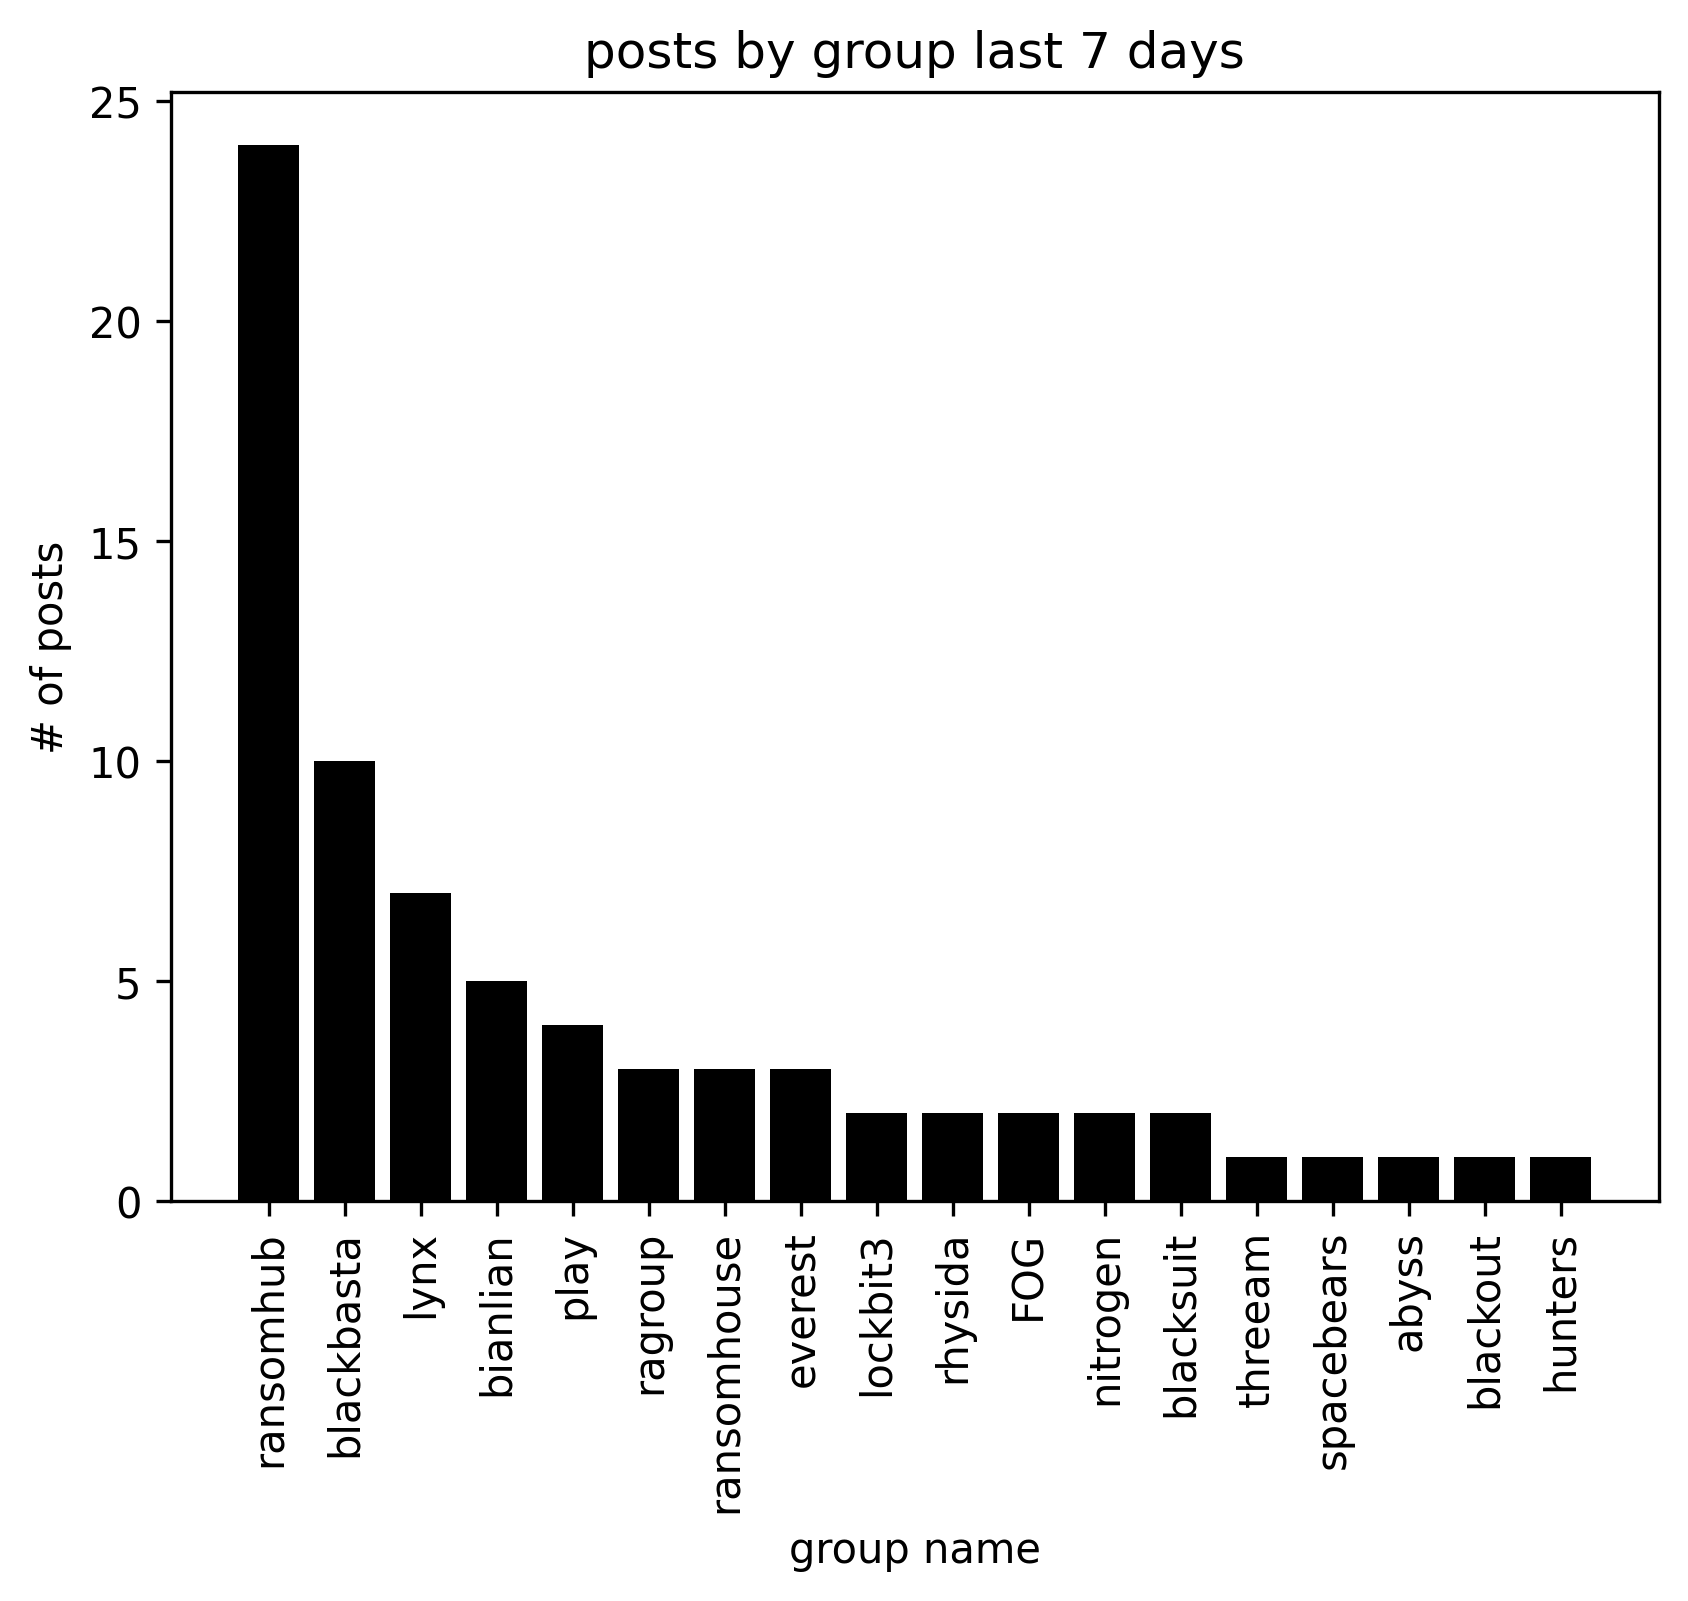 posts by group last 7 days
25
20
15
10
5
0
# of posts
ransomhub
blackbasta
lynx
bianlian
play
ragroup
ransomhouse
everest
lockbit3
rhysida
FOG
nitrogen
blacksuit
threeam
spacebears
abyss
blackout
hunters
group name